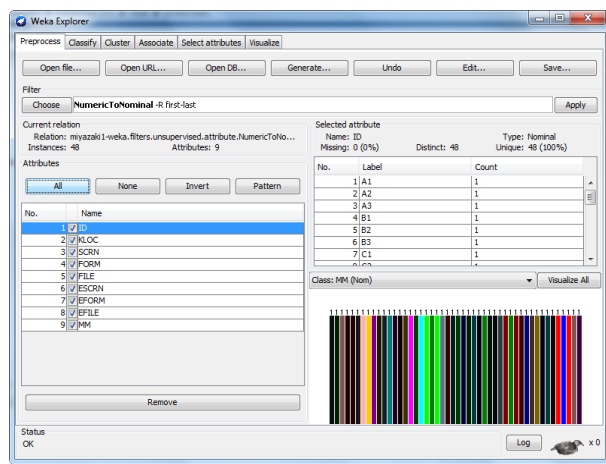 Weka Explorer
Preprocess Classify Cluster Associate Select attributes Visualize
Open file... Open URL... Open DB... Generate... Undo Edit... Save...
Filter
Choose NumericToNominal -R first-last Apply
Current relation
Relation: miyazaki1-weka.filters.unsupervised.attribute.NumericToNo...
Instances: 48 Attributes: 9
Attributes
All None Invert Pattern
No. Name
1 ID
2 KLOC
3 SCRN
4 FORM
5 FILE
6 ESCRN
7 EFORM
8 EFILE
9 MM
Remove
Selected attribute
Name: ID Type: Nominal
Missing: 0 (0%) Distinct: 48 Unique: 48 (100%)
No. Label Count
1 A1 1
2 A2 1
3 A3 1
4 B1 1
5 B2 1
6 B3 1
7 C1 1
Class: MM (Nom) Visualize All
Status
OK
Log x 0